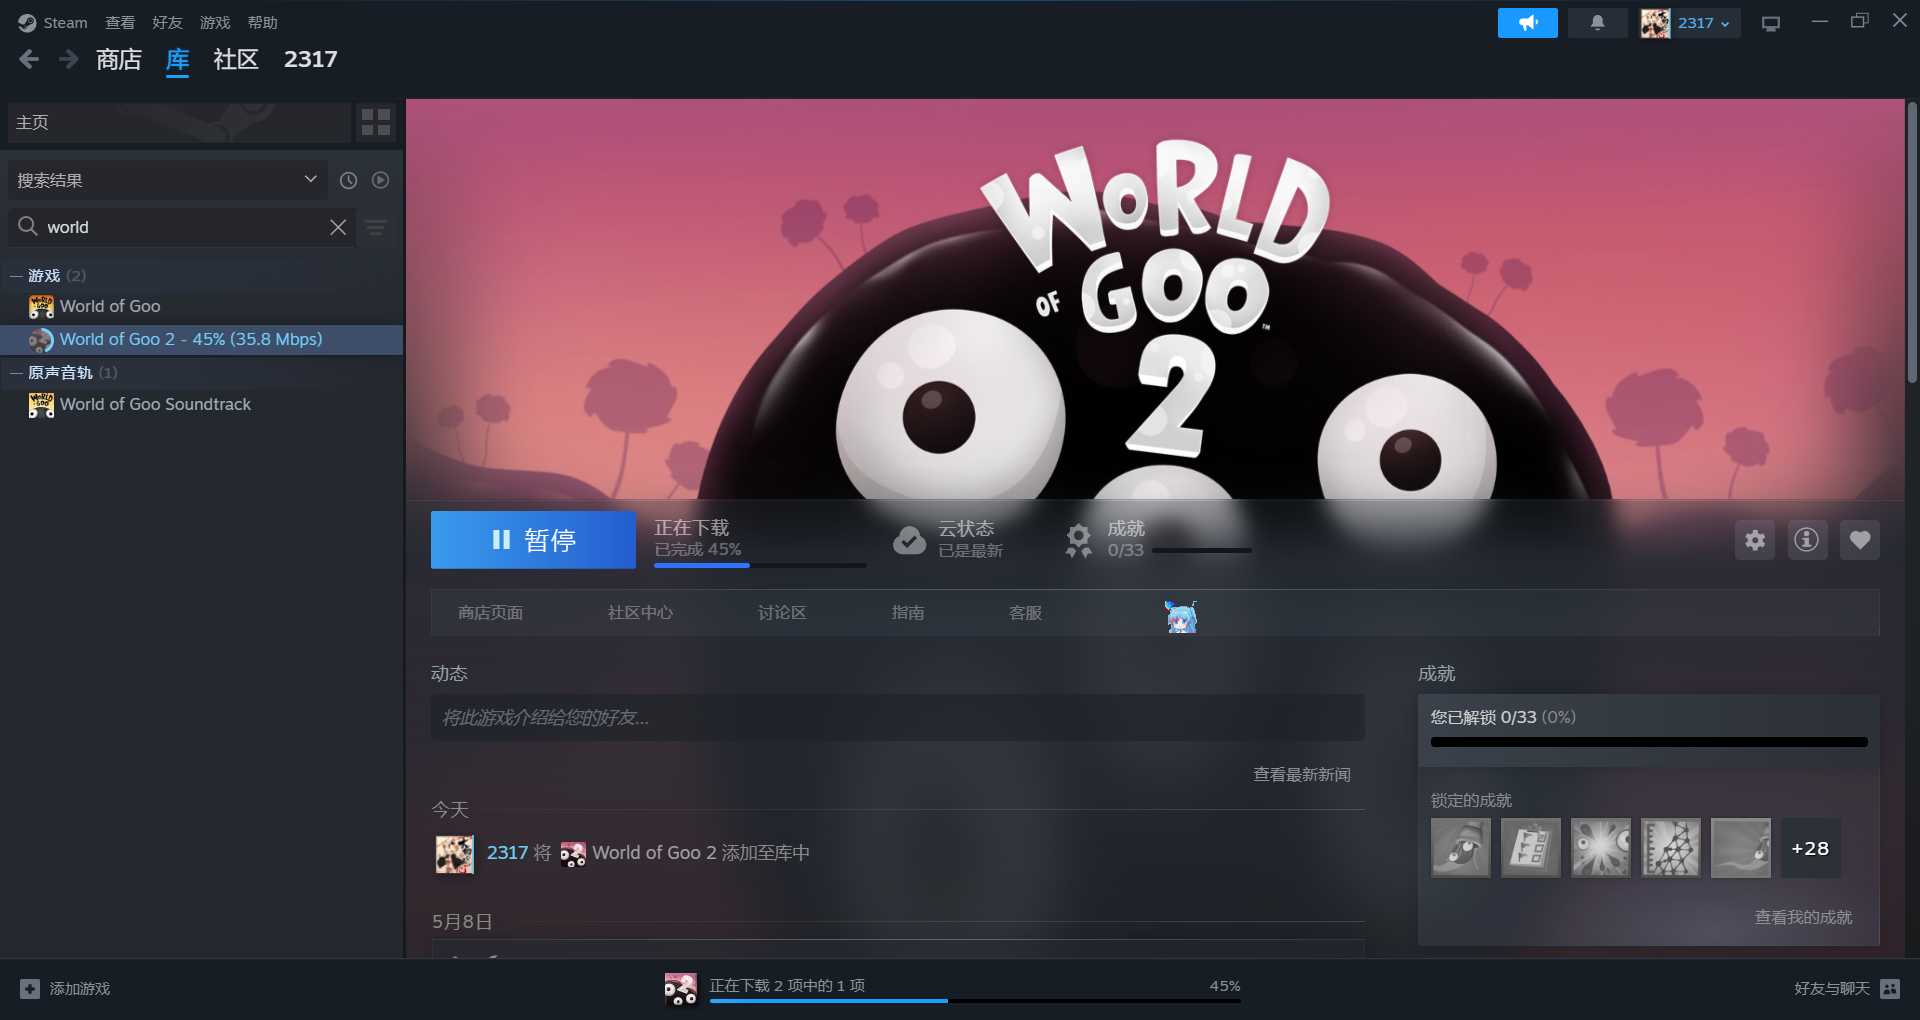 Steam 查看 好友 游戏 帮助
2317
商店 库 社区 2317
主页
搜索结果
world
游戏 (2)
World of Goo
World of Goo 2 - 45% (35.8 Mbps)
原声音轨 (1)
World of Goo Soundtrack
WORLD
OF GOO
2
™
暂停
正在下载
已完成 45%
云状态
已是最新
成就
0/33
商店页面 社区中心 讨论区 指南 客服
动态
将此游戏介绍给您的好友...
查看最新新闻
今天
2317 将 World of Goo 2 添加至库中
5月8日
成就
您已解锁 0/33 (0%)
锁定的成就
+28
查看我的成就
添加游戏
正在下载 2 项中的 1 项 45%
好友与聊天